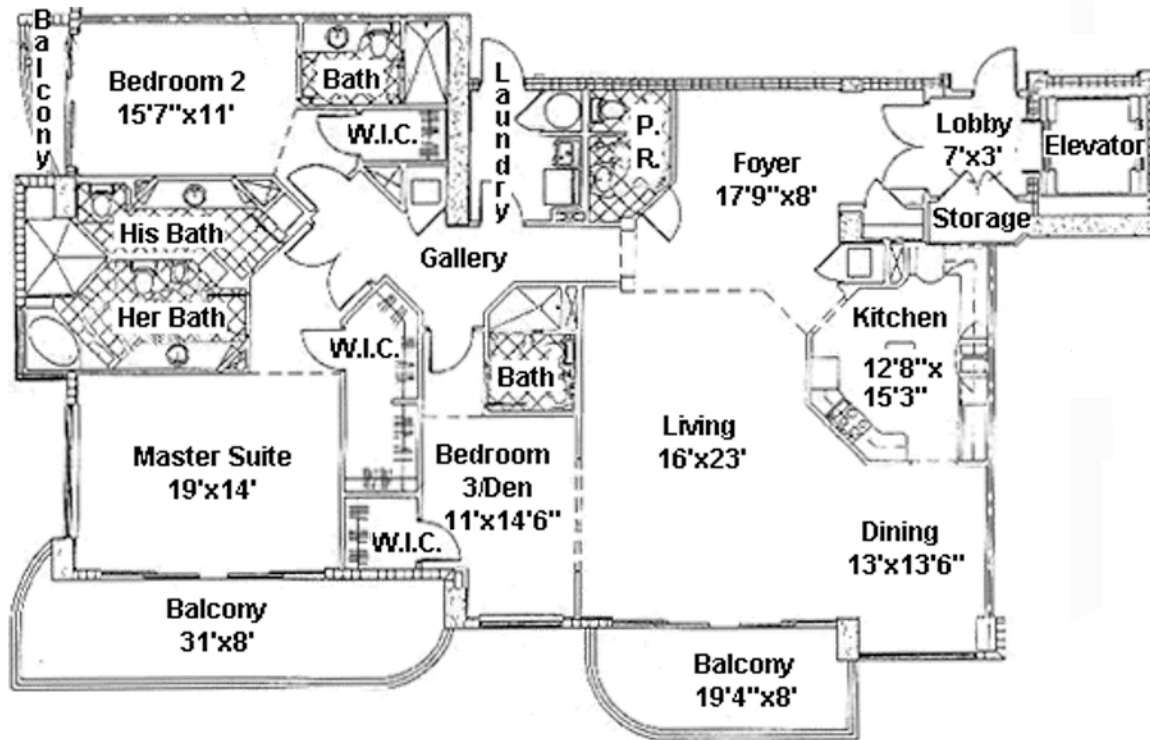 Balcony
Bedroom 2
15'7"x11'
Bath
W.I.C.
Laundry
P.
R.
Foyer
17'9"x8'
Lobby
7'x3'
Elevator
Storage
His Bath
Her Bath
Gallery
W.I.C.
Bath
Kitchen
12'8"x
15'3"
Master Suite
19'x14'
Bedroom
3/Den
11'x14'6"
W.I.C.
Living
16'x23'
Dining
13'x13'6"
Balcony
31'x8'
Balcony
19'4"x8'